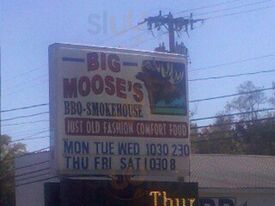 BIG
MOOSE'S
BBQ-SMOKEHOUSE
JUST OLD FASHION COMFORT FOOD
MON TUE WED 1030 230
THU FRI SAT 1030 8
Thur